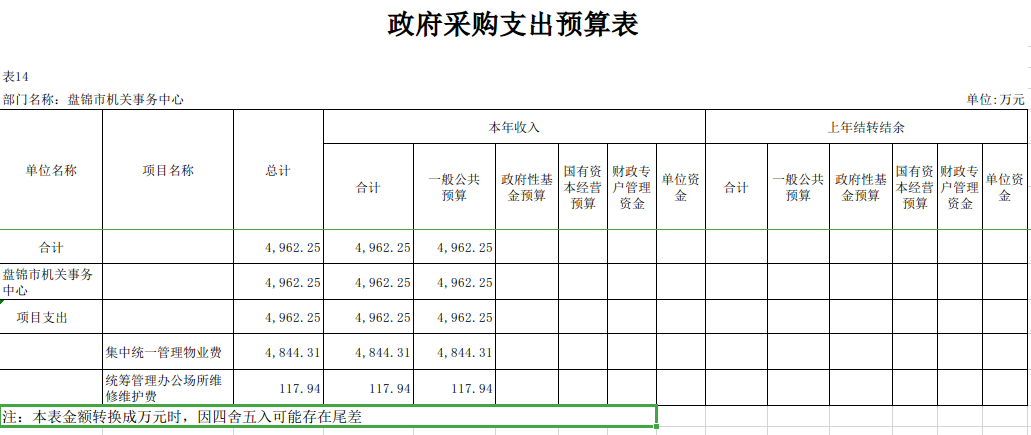 政府采购支出预算表
表14
部门名称：盘锦市机关事务中心 单位:万元
单位名称 项目名称 总计 本年收入 上年结转结余
合计 一般公共
预算 政府性基
金预算 国有资
本经营
预算 财政专
户管理
资金 单位资
金 合计 一般公共
预算 政府性基
金预算 国有资
本经营
预算 财政专
户管理
资金 单位资
金
合计 4,962.25 4,962.25 4,962.25
盘锦市机关事务
中心 4,962.25 4,962.25 4,962.25
项目支出 4,962.25 4,962.25 4,962.25
集中统一管理物业费 4,844.31 4,844.31 4,844.31
统筹管理办公场所维
修维护费 117.94 117.94 117.94
注：本表金额转换成万元时，因四舍五入可能存在尾差